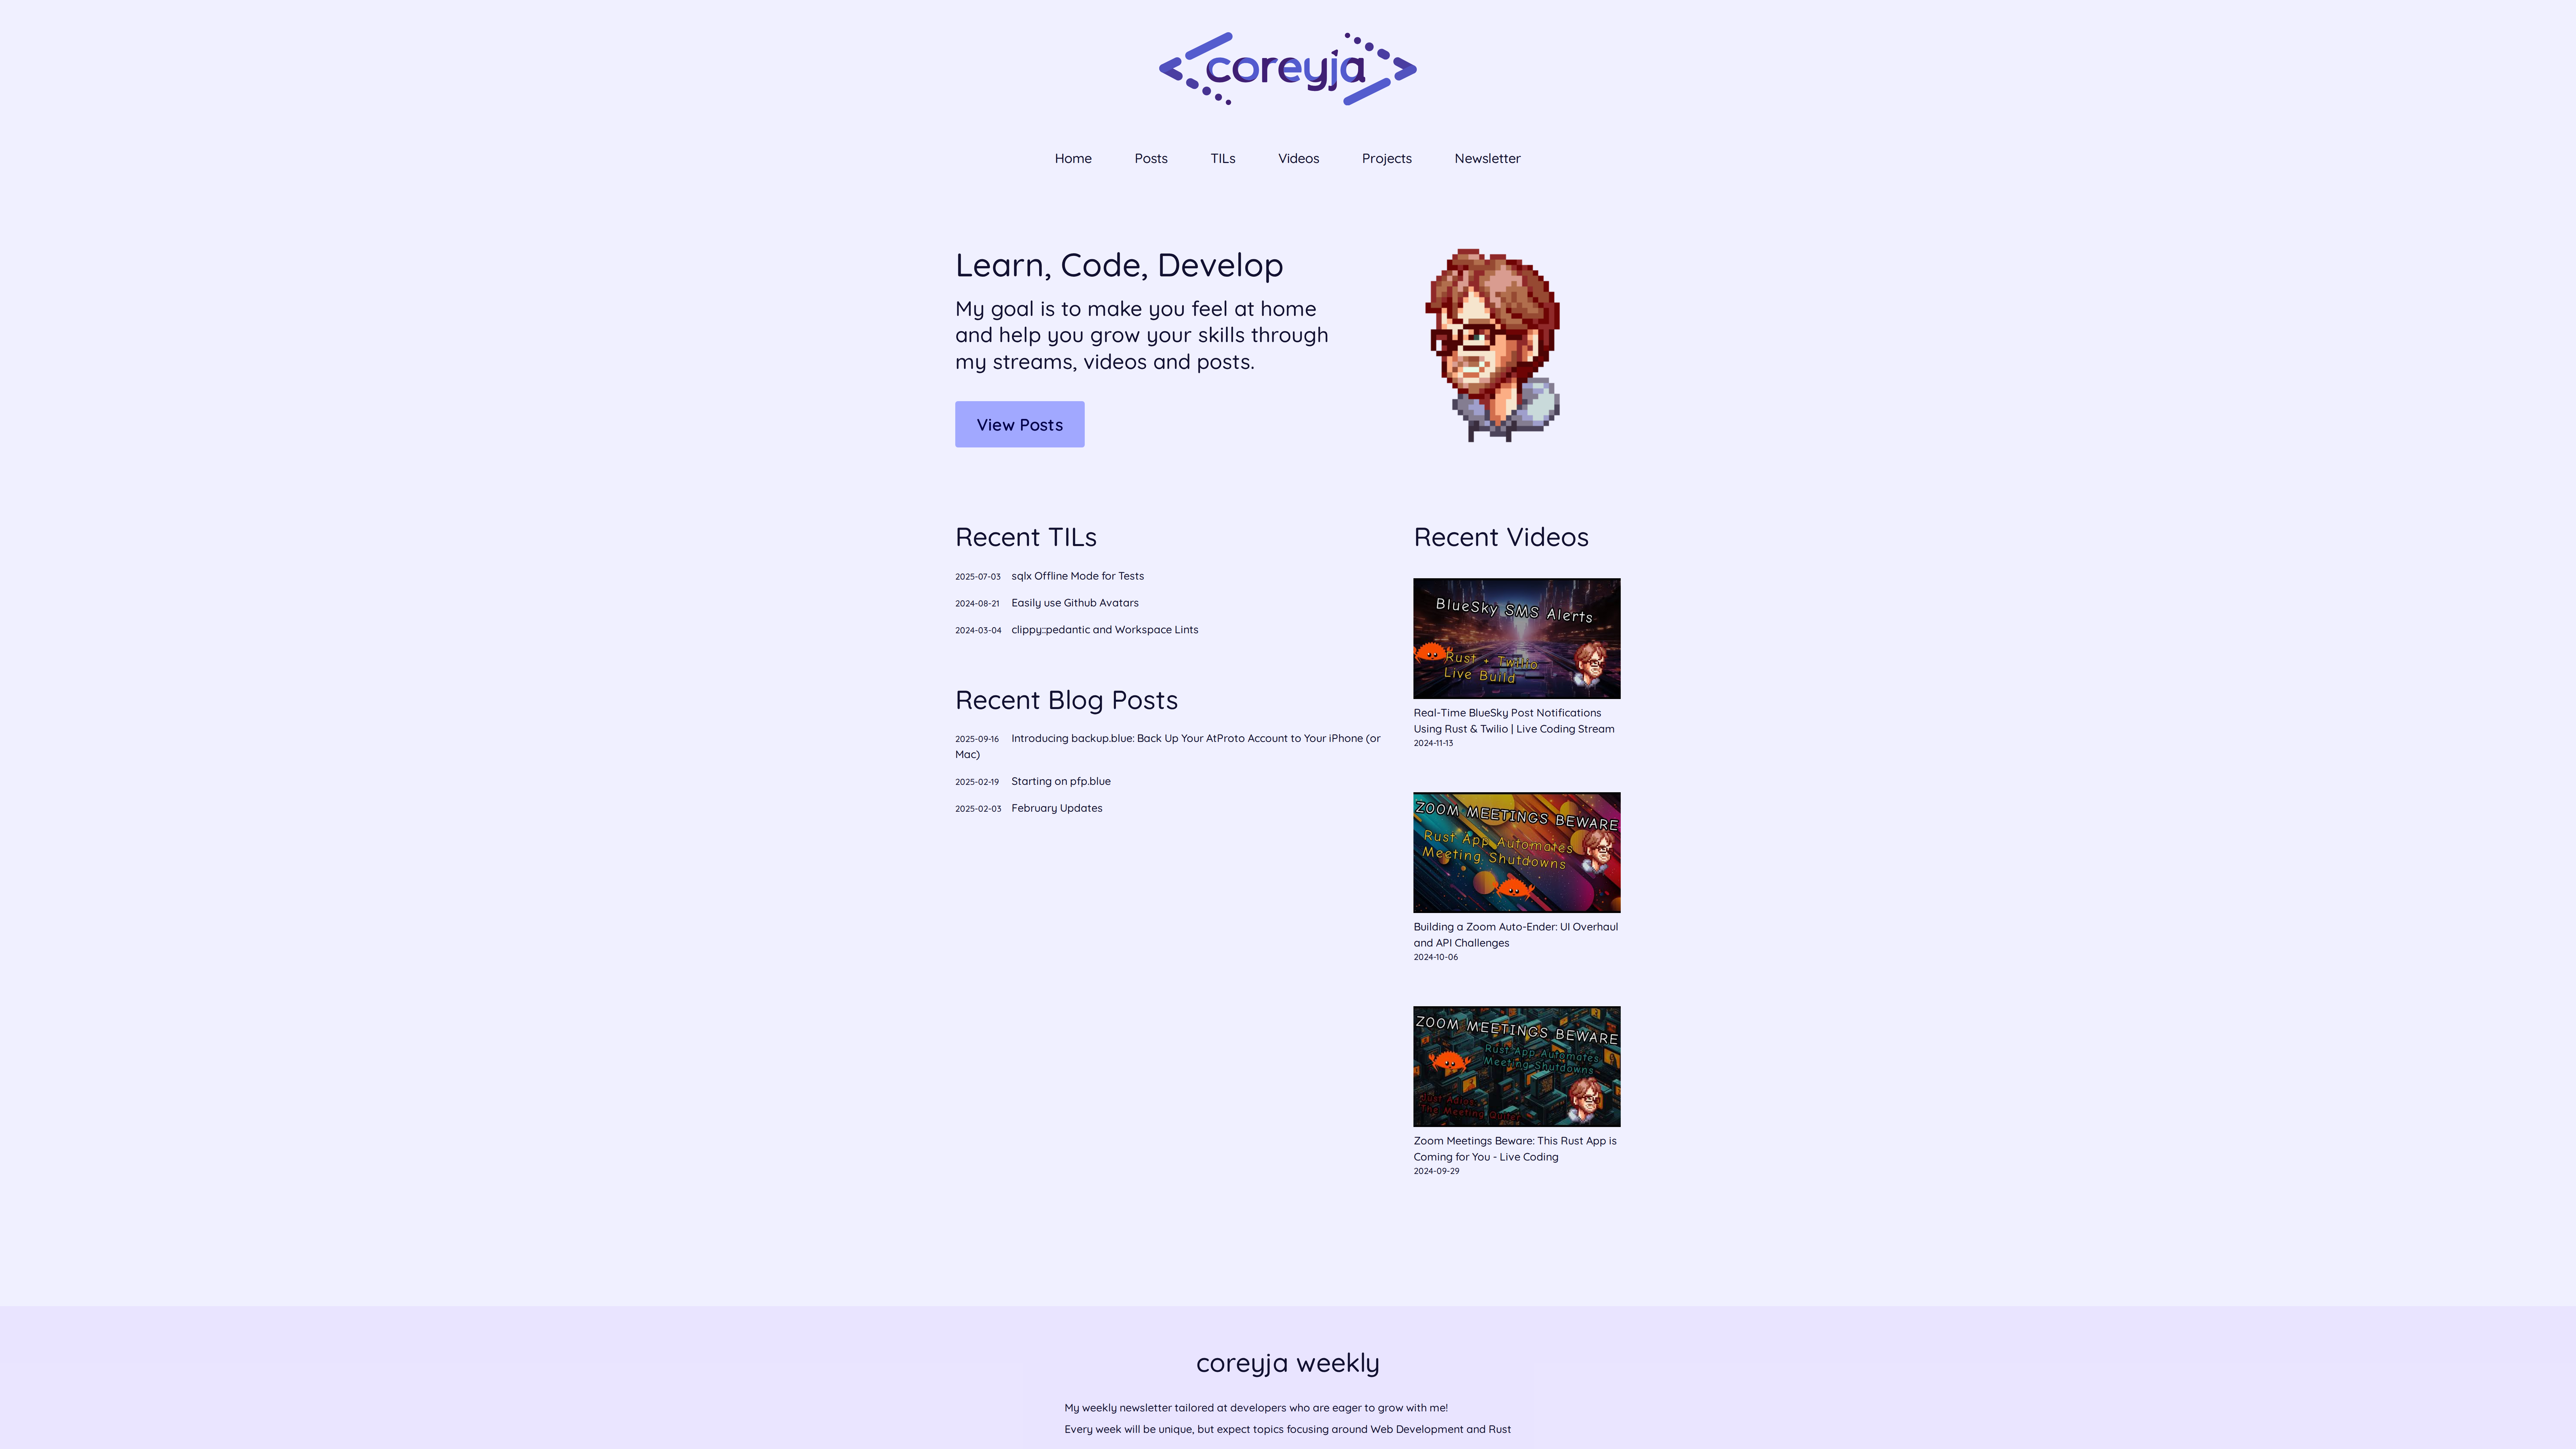 coreyja
Home Posts TILs Videos Projects Newsletter
Learn, Code, Develop
My goal is to make you feel at home
and help you grow your skills through
my streams, videos and posts.
View Posts
Recent TILs
2025-07-03 sqlx Offline Mode for Tests
2024-08-21 Easily use Github Avatars
2024-03-04 clippy::pedantic and Workspace Lints
Recent Blog Posts
2025-09-16 Introducing backup.blue: Back Up Your AtProto Account to Your iPhone (or
Mac)
2025-02-19 Starting on pfp.blue
2025-02-03 February Updates
Recent Videos
BlueSky SMS Alerts
Rust + Twilio
Live Build
Real-Time BlueSky Post Notifications
Using Rust & Twilio | Live Coding Stream
2024-11-13
ZOOM MEETINGS BEWARE
Rust App Automates
Meeting Shutdowns
Building a Zoom Auto-Ender: UI Overhaul
and API Challenges
2024-10-06
ZOOM MEETINGS BEWARE
Rust App Automates
Meeting Shutdowns
Rust Adios:
The Meeting Quitter
Zoom Meetings Beware: This Rust App is
Coming for You - Live Coding
2024-09-29
coreyja weekly
My weekly newsletter tailored at developers who are eager to grow with me!
Every week will be unique, but expect topics focusing around Web Development and Rust